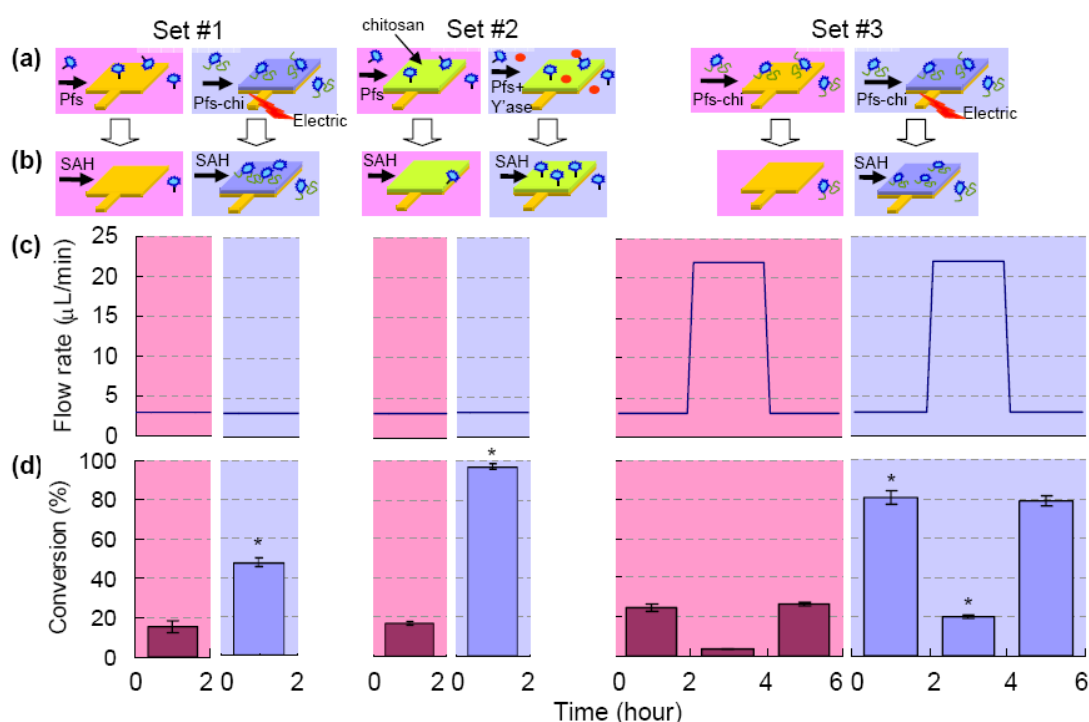 Set #1 Set #2 Set #3
chitosan
(a)
Pfs Pfs-chi Electric Pfs Pfs+ Y'ase Pfs-chi Pfs-chi Electric
(b)
SAH SAH SAH SAH SAH
(c)
Flow rate (μL/min)
25
20
15
10
5
0
(d)
Conversion (%)
100
80
60
40
20
0
* * * *
0 2 0 2 0 2 0 2 0 2 4 6 0 2 4 6
Time (hour)